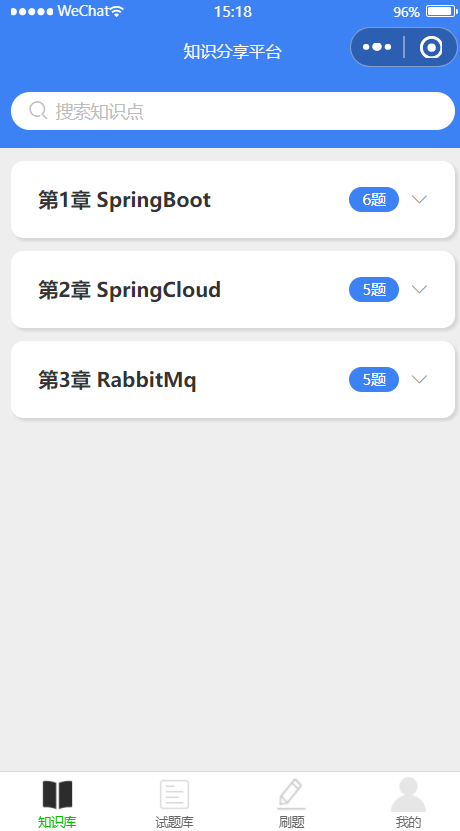 WeChat 15:18 96%
知识分享平台
搜索知识点
第1章 SpringBoot 6题
第2章 SpringCloud 5题
第3章 RabbitMq 5题
知识库 试题库 刷题 我的